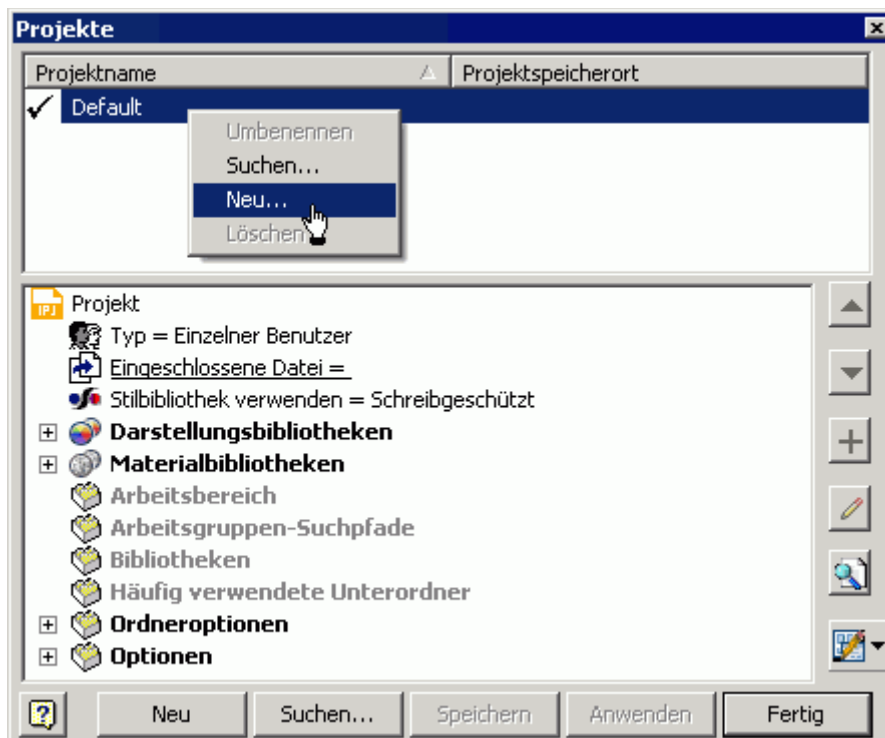 Projekte
Projektname Projektspeicherort
Default
Umbenennen
Suchen...
Neu...
Löschen
IPJ Projekt
Typ = Einzelner Benutzer
Eingeschlossene Datei =
Stilbibliothek verwenden = Schreibgeschützt
Darstellungsbibliotheken
Materialbibliotheken
Arbeitsbereich
Arbeitsgruppen-Suchpfade
Bibliotheken
Häufig verwendete Unterordner
Ordneroptionen
Optionen
Neu Suchen... Speichern Anwenden Fertig